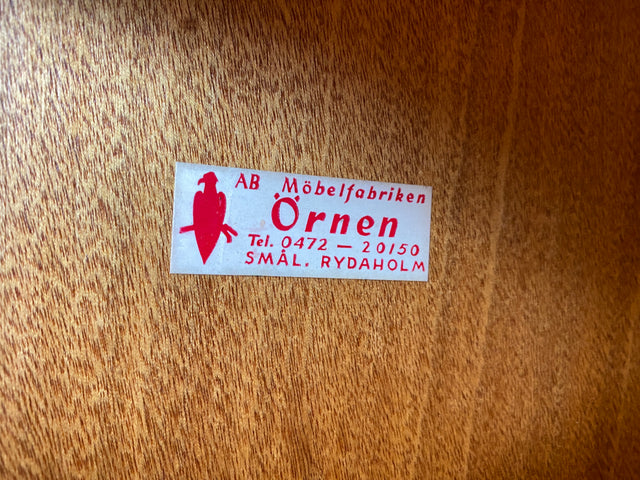 AB Möbelfabriken
Örnen
Tel. 0472 — 20150
SMÅL. RYDAHOLM